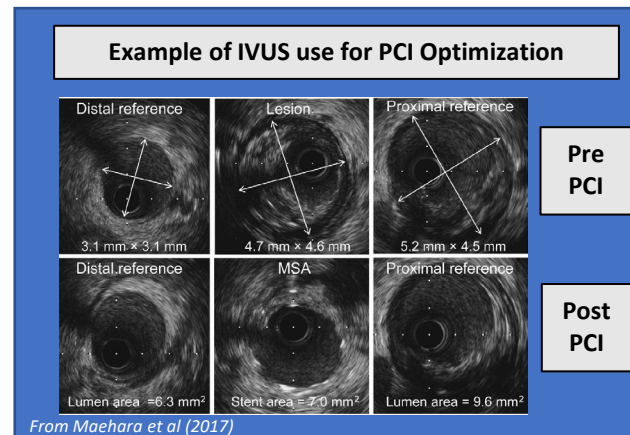 Example of IVUS use for PCI Optimization
Distal reference
Lesion
Proximal reference
3.1 mm × 3.1 mm
4.7 mm × 4.6 mm
5.2 mm × 4.5 mm
Pre
PCI
Distal reference
MSA
Proximal reference
Lumen area =6.3 mm²
Stent area = 7.0 mm²
Lumen area = 9.6 mm²
Post
PCI
From Maehara et al (2017)